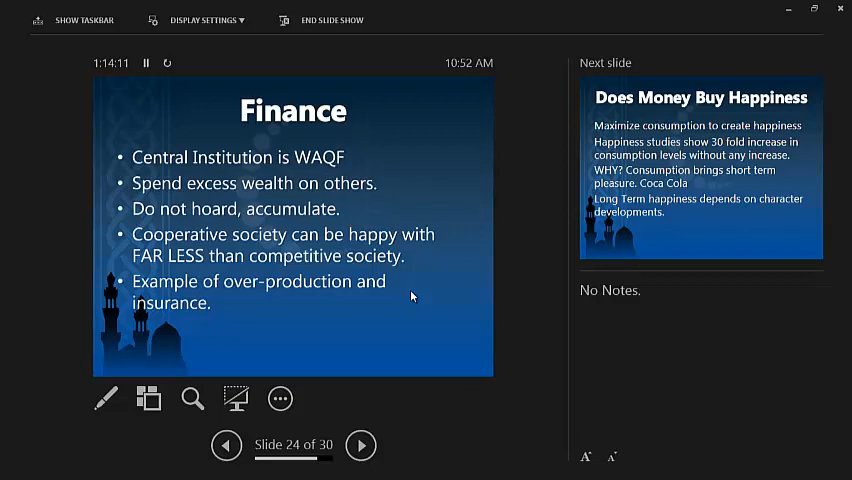 SHOW TASKBAR
DISPLAY SETTINGS ▼
END SLIDE SHOW
1:14:11
10:52 AM
Finance
• Central Institution is WAQF
• Spend excess wealth on others.
• Do not hoard, accumulate.
• Cooperative society can be happy with
FAR LESS than competitive society.
• Example of over-production and
insurance.
Slide 24 of 30
Next slide
Does Money Buy Happiness
Maximize consumption to create happiness
Happiness studies show 30 fold increase in
consumption levels without any increase.
WHY? Consumption brings short term
pleasure. Coca Cola
Long Term happiness depends on character
developments.
No Notes.
A A